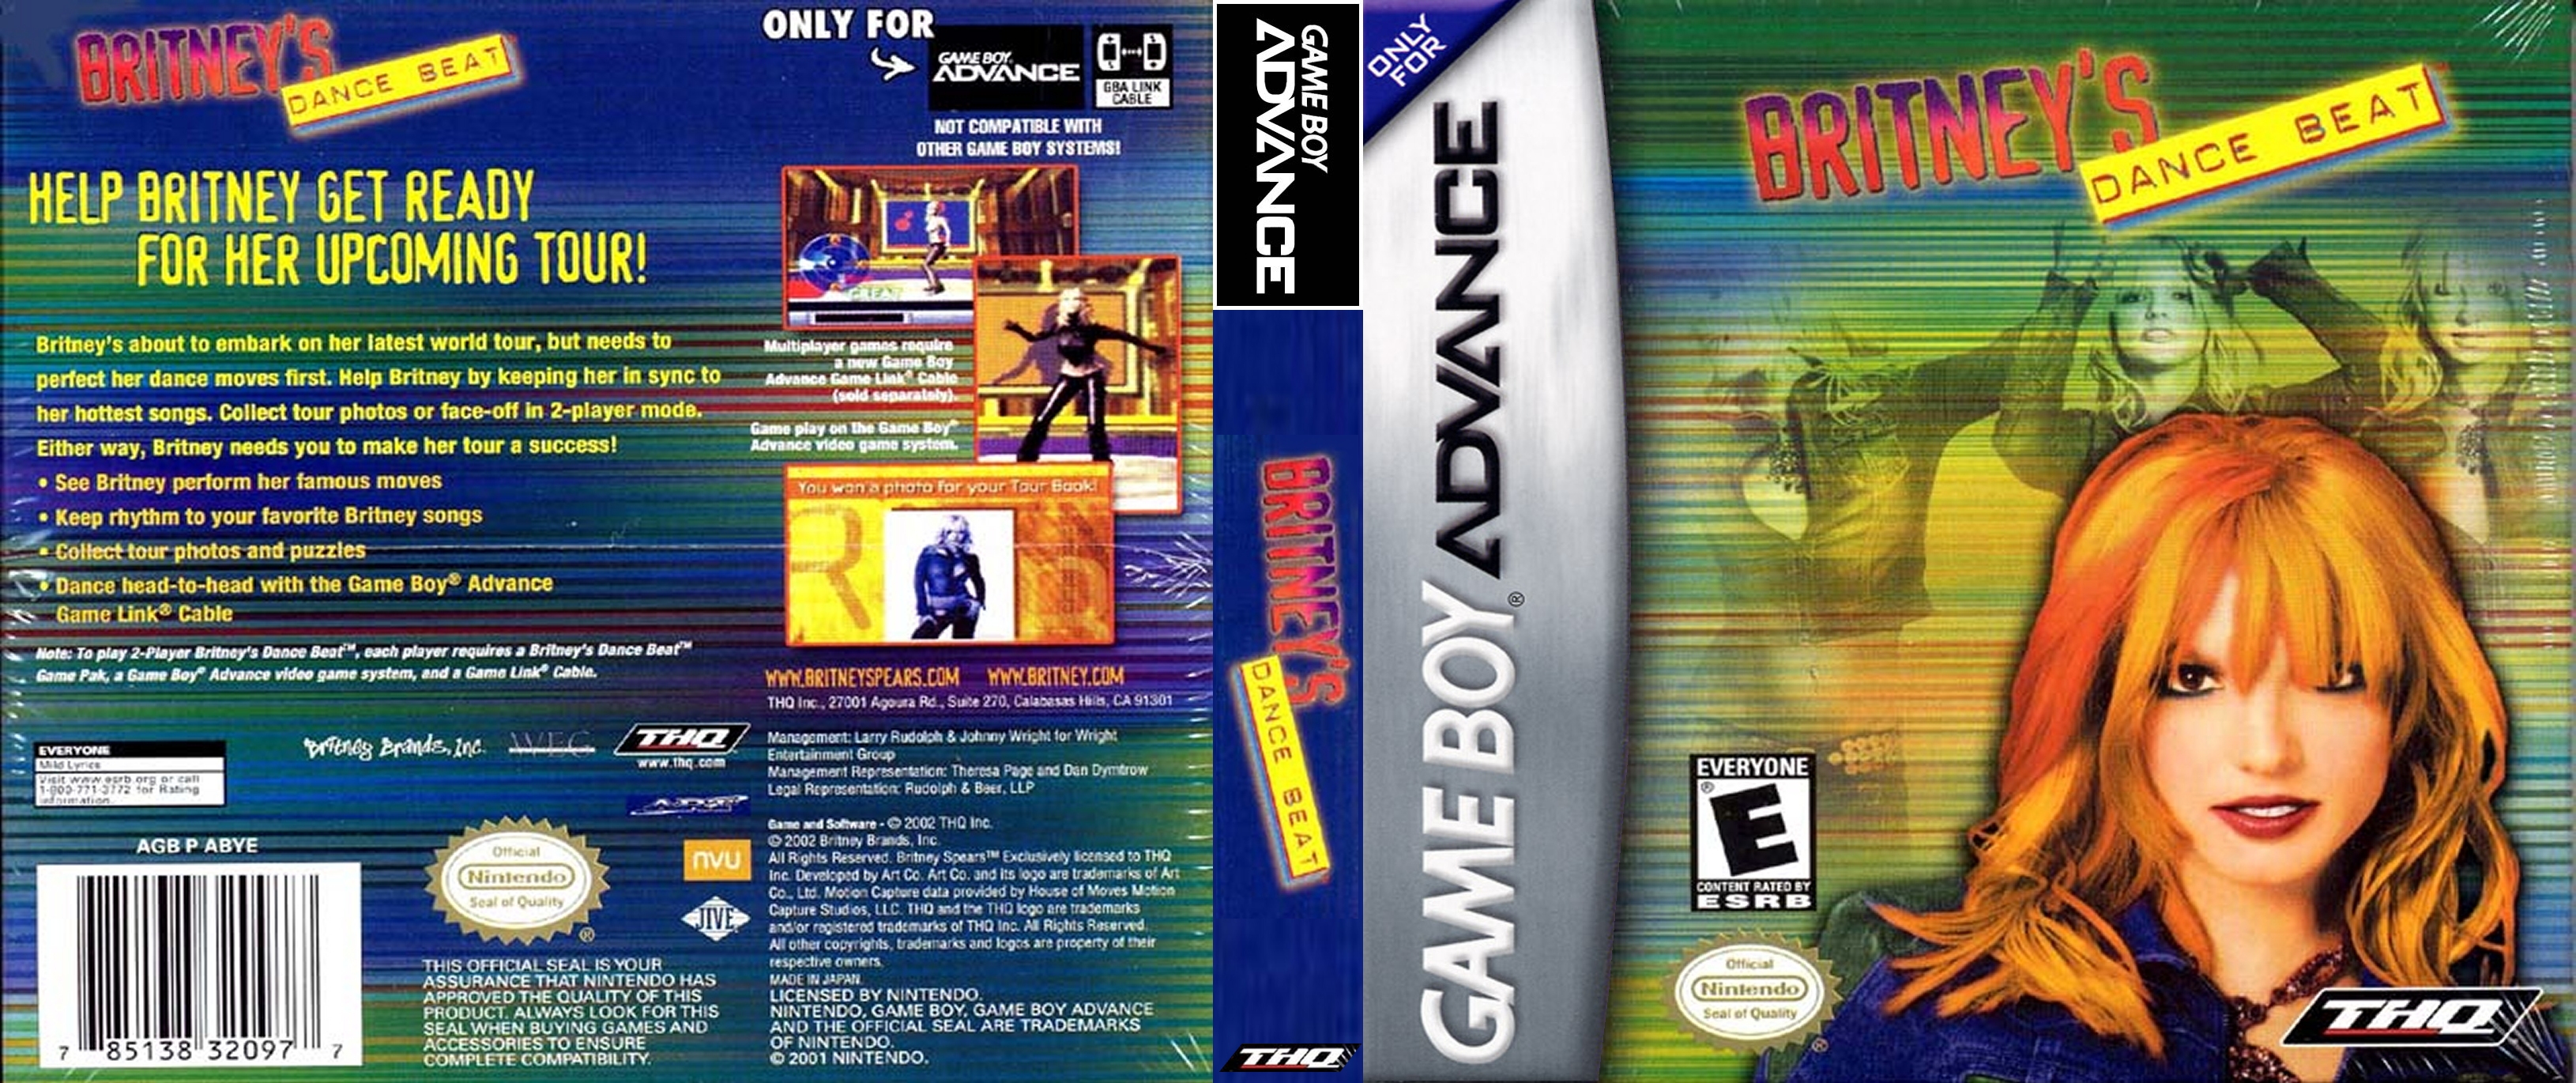 BRITNEY'S
DANCE BEAT™
HELP BRITNEY GET READY
FOR HER UPCOMING TOUR!
Britney's about to embark on her latest world tour, but needs to
perfect her dance moves first. Help Britney by keeping her in sync to
her hottest songs. Collect tour photos or face-off in 2-player mode.
Either way, Britney needs you to make her tour a success!
• See Britney perform her famous moves
• Keep rhythm to your favorite Britney songs
• Collect tour photos and puzzles
• Dance head-to-head with the Game Boy® Advance
Game Link® Cable
Note: To play 2-Player Britney's Dance Beat™, each player requires a Britney's Dance Beat™
Game Pak, a Game Boy® Advance video game system, and a Game Link® Cable.
EVERYONE
Mild Lyrics
Visit www.esrb.org or call
1-800-771-3772 for Rating
information.
Britney Brands, Inc.
WEG
THQ
www.thq.com
AGB P ABYE
7 85138 32097 7
Official
Nintendo
Seal of Quality
®
THIS OFFICIAL SEAL IS YOUR
ASSURANCE THAT NINTENDO HAS
APPROVED THE QUALITY OF THIS
PRODUCT. ALWAYS LOOK FOR THIS
SEAL WHEN BUYING GAMES AND
ACCESSORIES TO ENSURE
COMPLETE COMPATIBILITY.
nvu
JIVE
ONLY FOR
GAME BOY
ADVANCE
GBA LINK
CABLE
NOT COMPATIBLE WITH
OTHER GAME BOY SYSTEMS!
GREAT
Multiplayer games require
a new Game Boy
Advance Game Link® Cable
(sold separately).
Game play on the Game Boy®
Advance video game system.
You won a photo for your Tour Book!
WWW.BRITNEYSPEARS.COM WWW.BRITNEY.COM
THQ Inc., 27001 Agoura Rd., Suite 270, Calabasas Hills, CA 91301
Management: Larry Rudolph & Johnny Wright for Wright
Entertainment Group
Management Representation: Theresa Page and Dan Dymtrow
Legal Representation: Rudolph & Beer, LLP
Game and Software - © 2002 THQ Inc.
© 2002 Britney Brands, Inc.
All Rights Reserved. Britney Spears™ Exclusively licensed to THQ
Inc. Developed by Art Co. Art Co. and its logo are trademarks of Art
Co., Ltd. Motion Capture data provided by House of Moves Motion
Capture Studios, LLC. THQ and the THQ logo are trademarks
and/or registered trademarks of THQ Inc. All Rights Reserved.
All other copyrights, trademarks and logos are property of their
respective owners.
MADE IN JAPAN.
LICENSED BY NINTENDO.
NINTENDO, GAME BOY, GAME BOY ADVANCE
AND THE OFFICIAL SEAL ARE TRADEMARKS
OF NINTENDO.
© 2001 NINTENDO.
GAME BOY
ADVANCE
BRITNEY'S
DANCE BEAT
THQ
ONLY
FOR
GAME BOY ADVANCE
®
BRITNEY'S
DANCE BEAT™
EVERYONE
E
®
CONTENT RATED BY
ESRB
Official
Nintendo
Seal of Quality
®
THQ